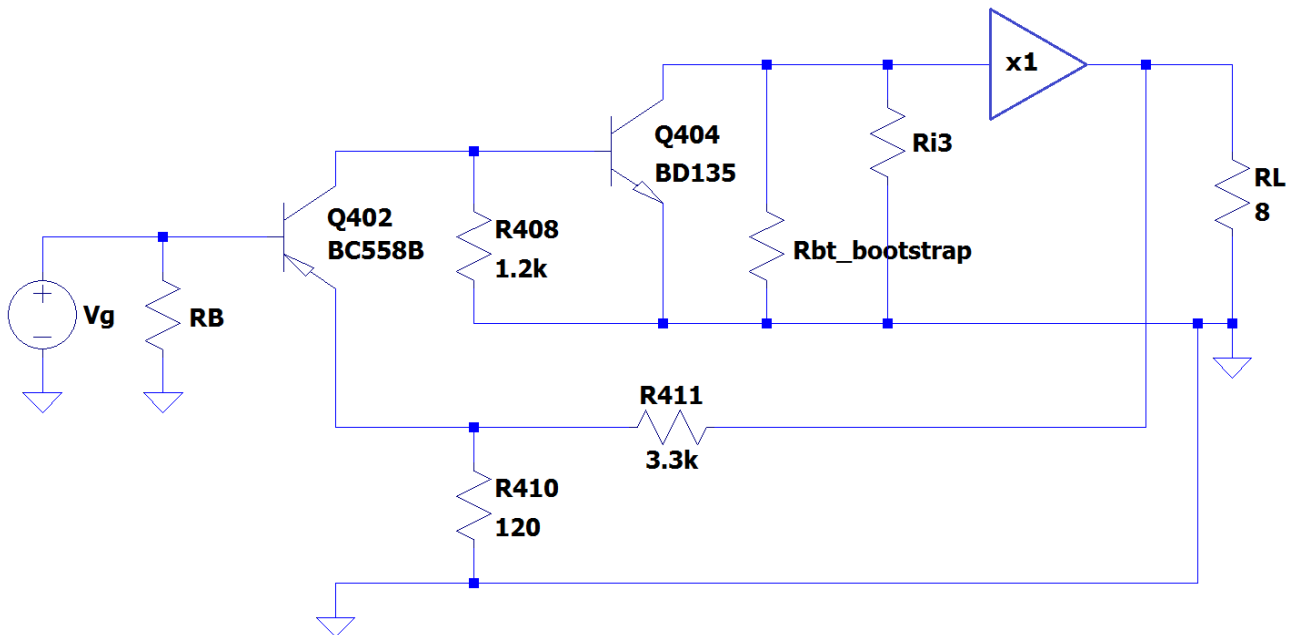 x1
Q404
BD135
Ri3
RL
8
Q402
BC558B
R408
1.2k
Rbt_bootstrap
Vg
RB
R411
3.3k
R410
120